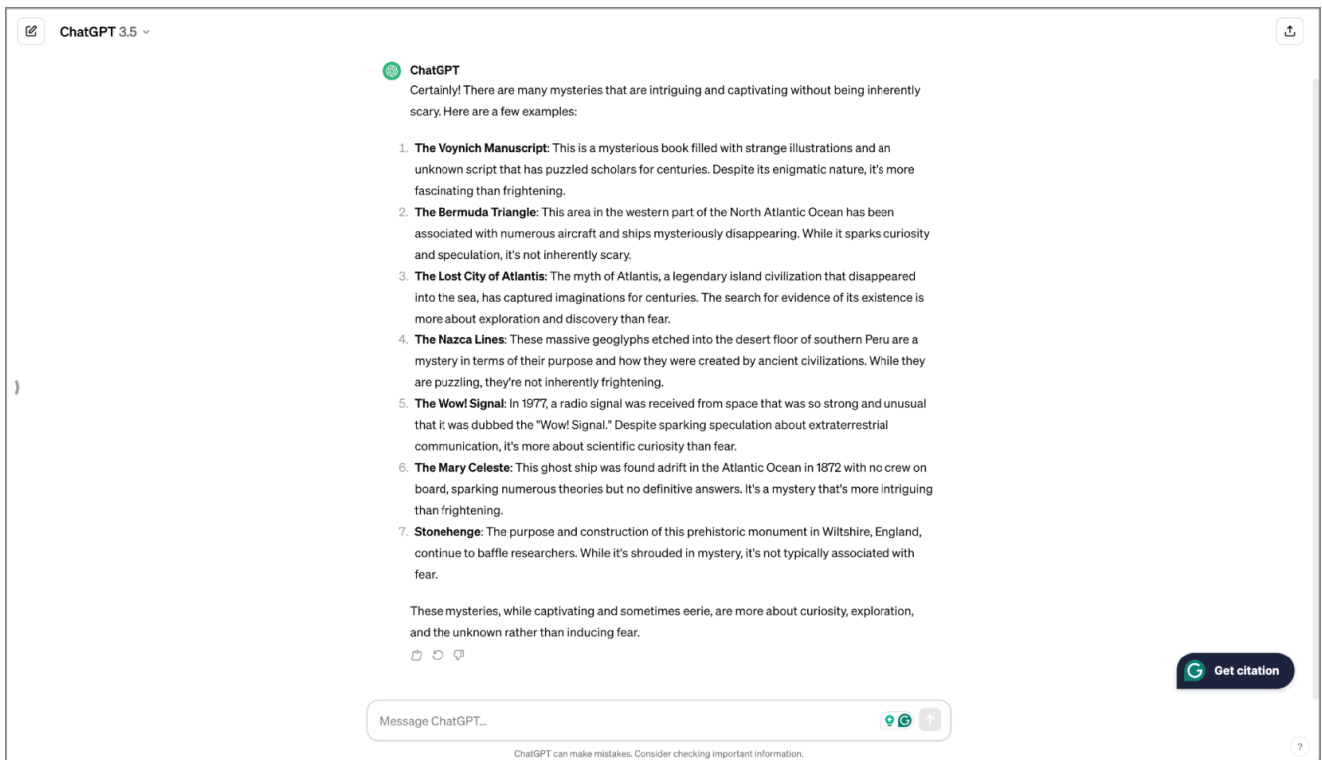 ChatGPT 3.5
ChatGPT
Certainly! There are many mysteries that are intriguing and captivating without being inherently
scary. Here are a few examples:
1. The Voynich Manuscript: This is a mysterious book filled with strange illustrations and an
unknown script that has puzzled scholars for centuries. Despite its enigmatic nature, it's more
fascinating than frightening.
2. The Bermuda Triangle: This area in the western part of the North Atlantic Ocean has been
associated with numerous aircraft and ships mysteriously disappearing. While it sparks curiosity
and speculation, it's not inherently scary.
3. The Lost City of Atlantis: The myth of Atlantis, a legendary island civilization that disappeared
into the sea, has captured imaginations for centuries. The search for evidence of its existence is
more about exploration and discovery than fear.
4. The Nazca Lines: These massive geoglyphs etched into the desert floor of southern Peru are a
mystery in terms of their purpose and how they were created by ancient civilizations. While they
are puzzling, they're not inherently frightening.
5. The Wow! Signal: In 1977, a radio signal was received from space that was so strong and unusual
that it was dubbed the "Wow! Signal." Despite sparking speculation about extraterrestrial
communication, it's more about scientific curiosity than fear.
6. The Mary Celeste: This ghost ship was found adrift in the Atlantic Ocean in 1872 with no crew on
board, sparking numerous theories but no definitive answers. It's a mystery that's more intriguing
than frightening.
7. Stonehenge: The purpose and construction of this prehistoric monument in Wiltshire, England,
continue to baffle researchers. While it's shrouded in mystery, it's not typically associated with
fear.
These mysteries, while captivating and sometimes eerie, are more about curiosity, exploration,
and the unknown rather than inducing fear.
Get citation
Message ChatGPT...
ChatGPT can make mistakes. Consider checking important information.
?